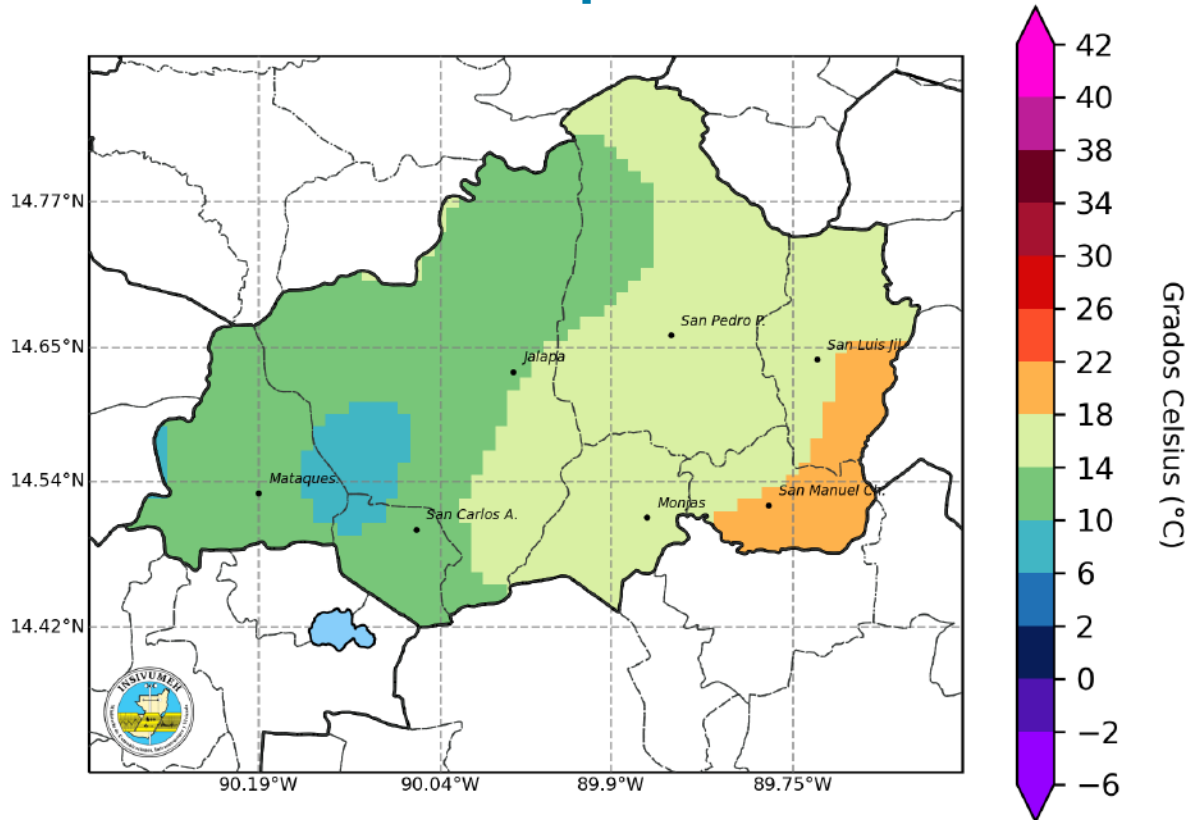 42
40
38
34
30
26
22
18
14
10
6
2
0
−2
−6
Grados Celsius (°C)
14.77°N
14.65°N
14.54°N
14.42°N
San Pedro P.
San Luis Jil.
Jalapa
Mataques.
San Manuel Ch.
Monjas
San Carlos A.
INSIVUMEH
90.19°W
90.04°W
89.9°W
89.75°W